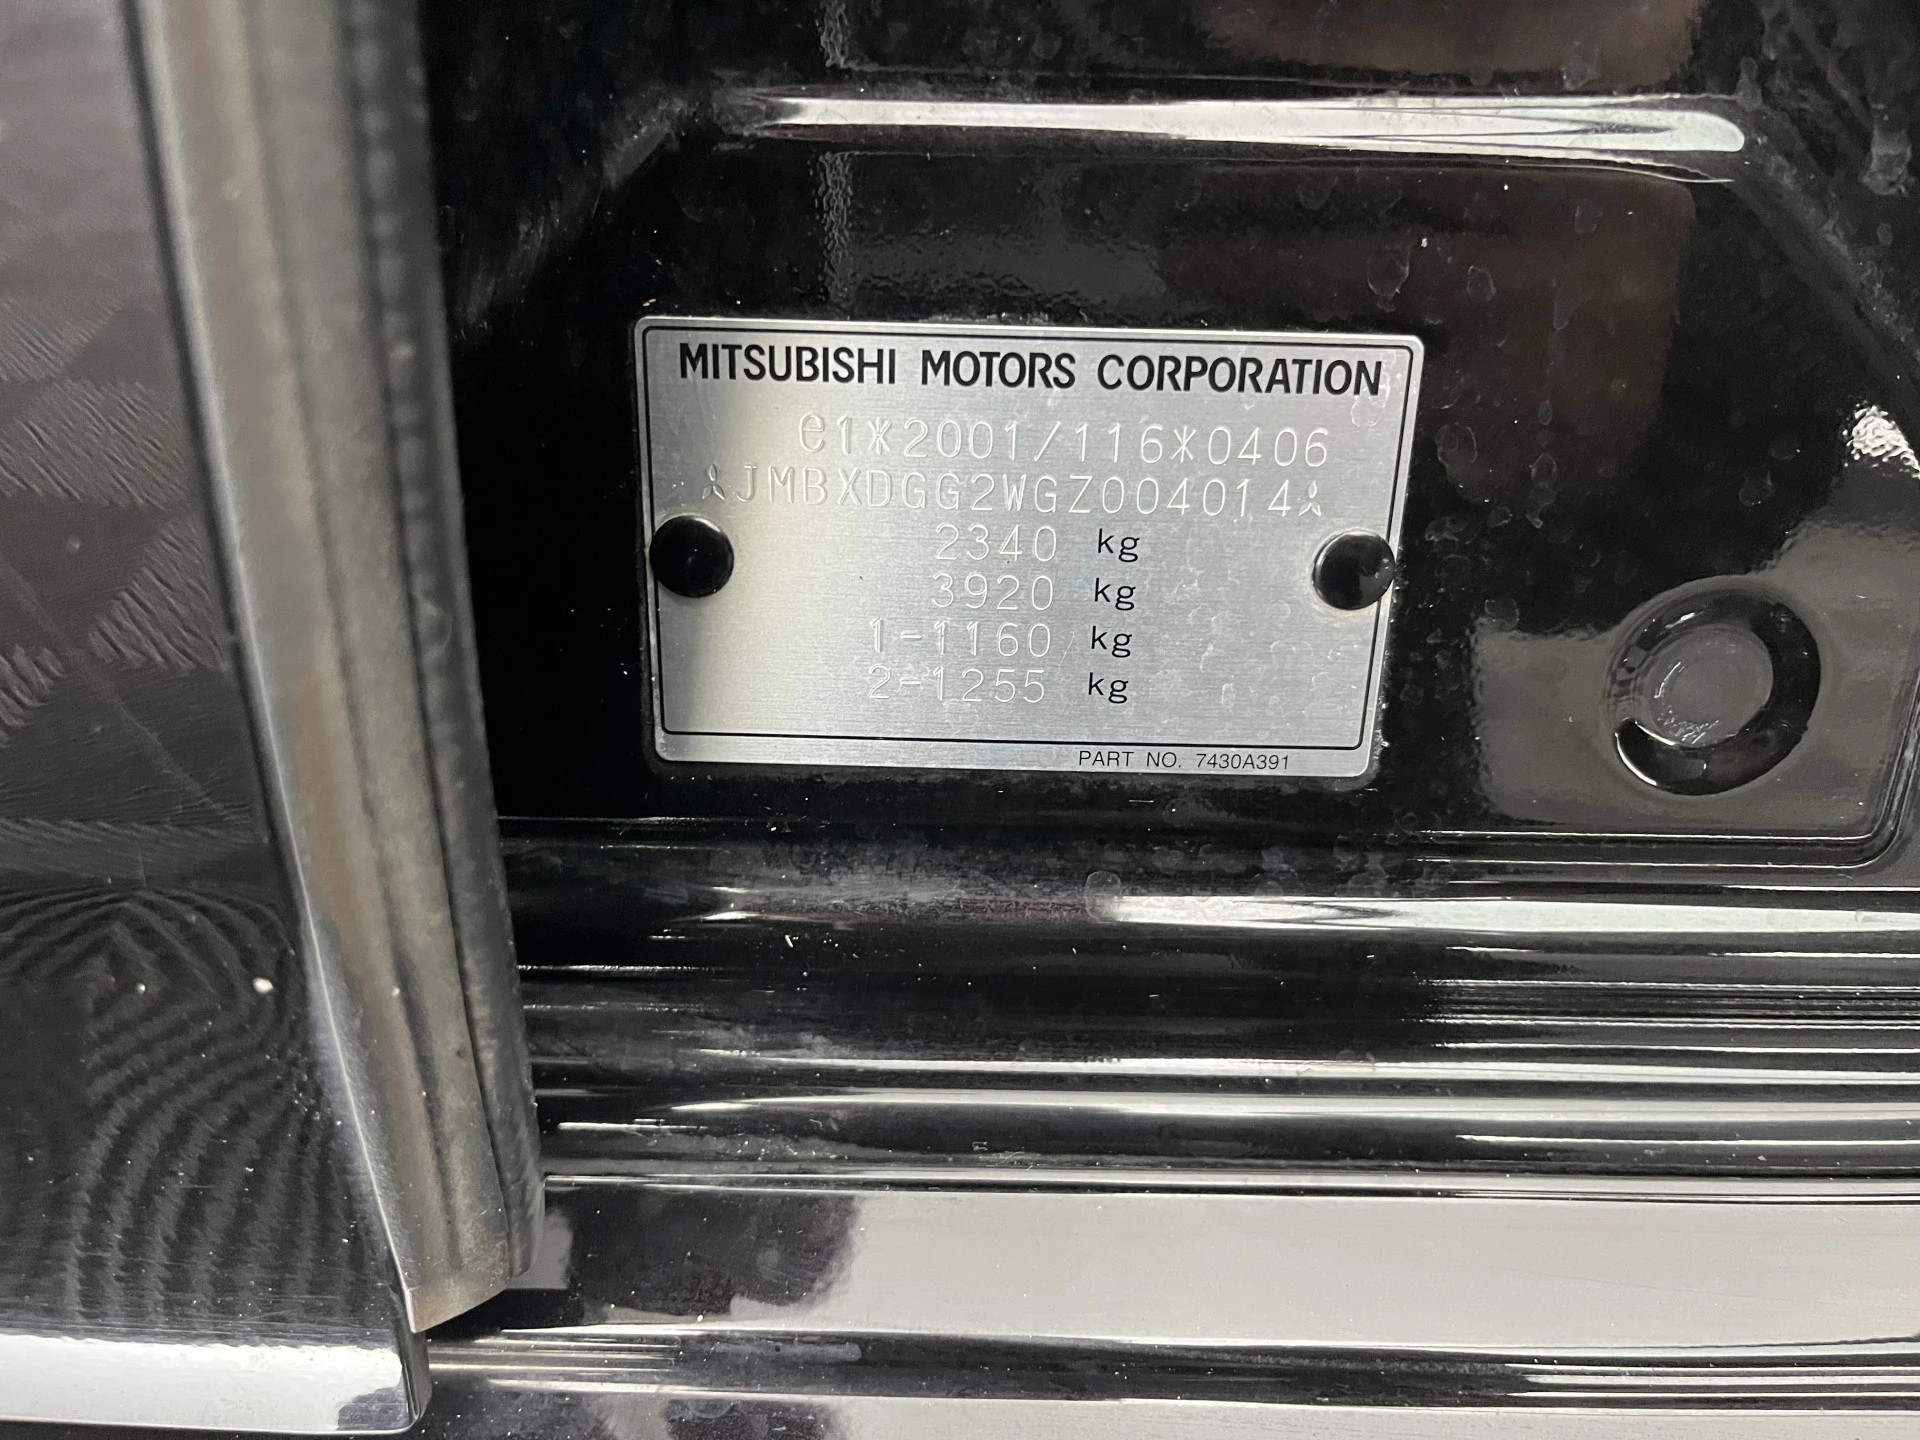 MITSUBISHI MOTORS CORPORATION
e1*2001/116*0406
JMBXDGG2WGZ004014
2340 kg
3920 kg
1-1160 kg
2-1255 kg
PART NO. 7430A391